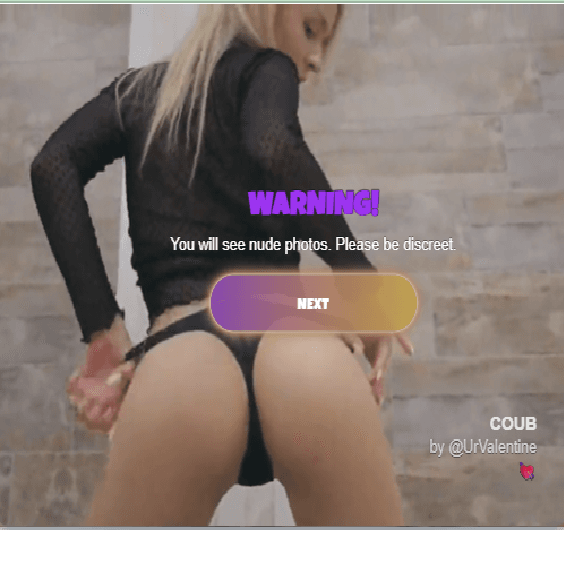 WARNING!
You will see nude photos. Please be discreet.
NEXT
COUB
by @UrValentine